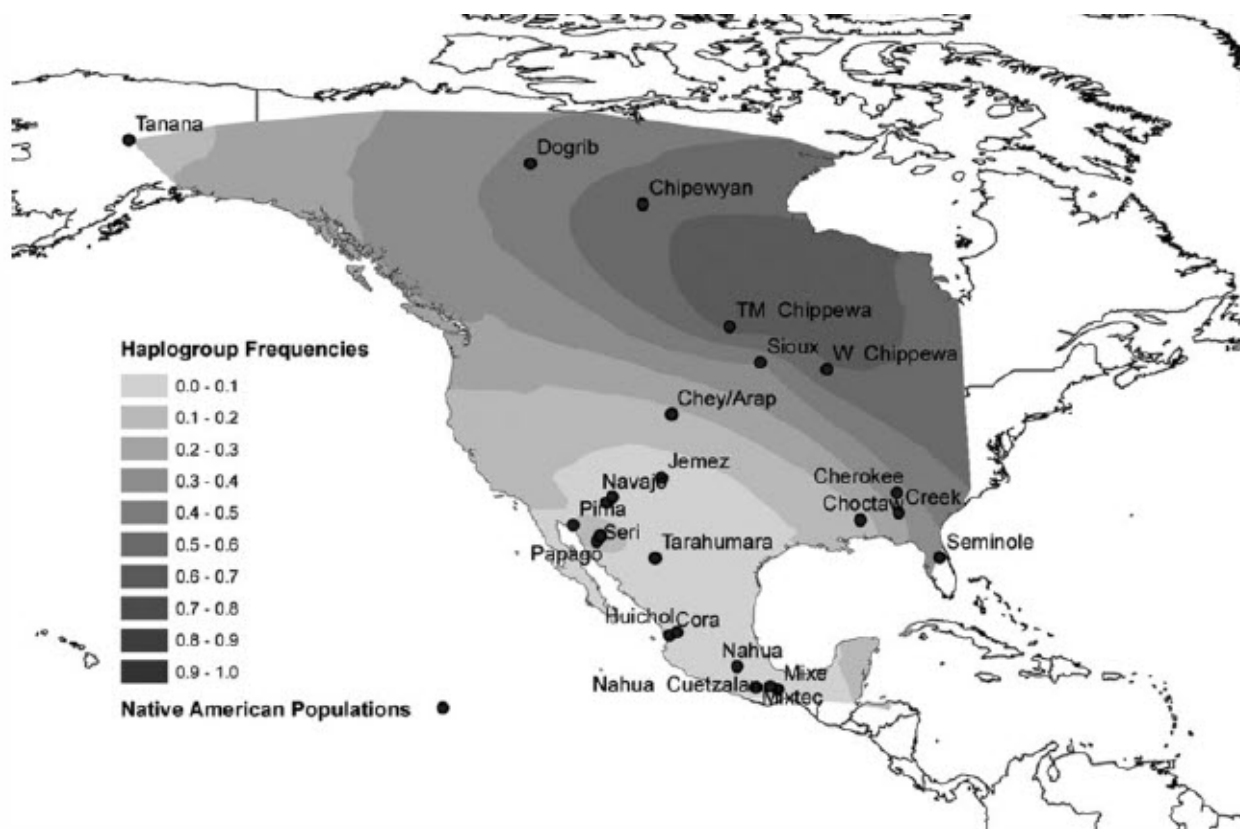 Tanana
Dogrib
Chipewyan
TM Chippewa
Sioux
W Chippewa
Haplogroup Frequencies
0.0 - 0.1
0.1 - 0.2
0.2 - 0.3
0.3 - 0.4
0.4 - 0.5
0.5 - 0.6
0.6 - 0.7
0.7 - 0.8
0.8 - 0.9
0.9 - 1.0
Native American Populations
Chey/Arap
Jemez
Navajo
Pima
Seri
Papago
Tarahumara
Cherokee
Creek
Choctaw
Seminole
Huichol
Cora
Nahua
Nahua Cuetzala
Mixe
Mixtec